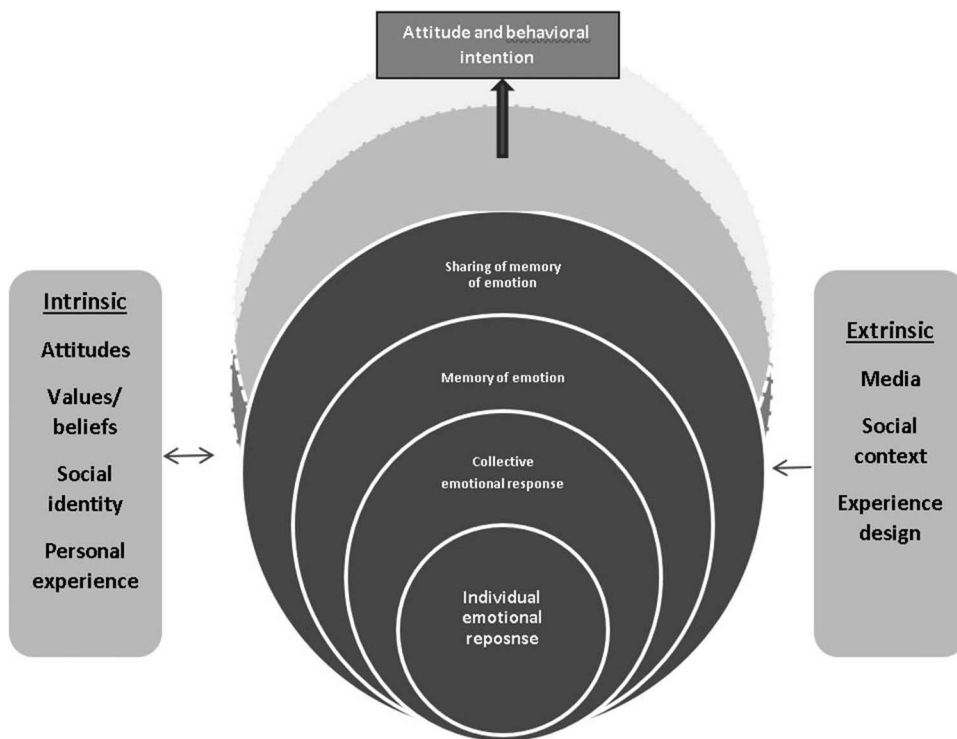 Attitude and behavioral
intention
Sharing of memory
of emotion
Memory of emotion
Collective
emotional response
Individual
emotional
reposnse
Intrinsic
Attitudes
Values/
beliefs
Social
identity
Personal
experience
Extrinsic
Media
Social
context
Experience
design